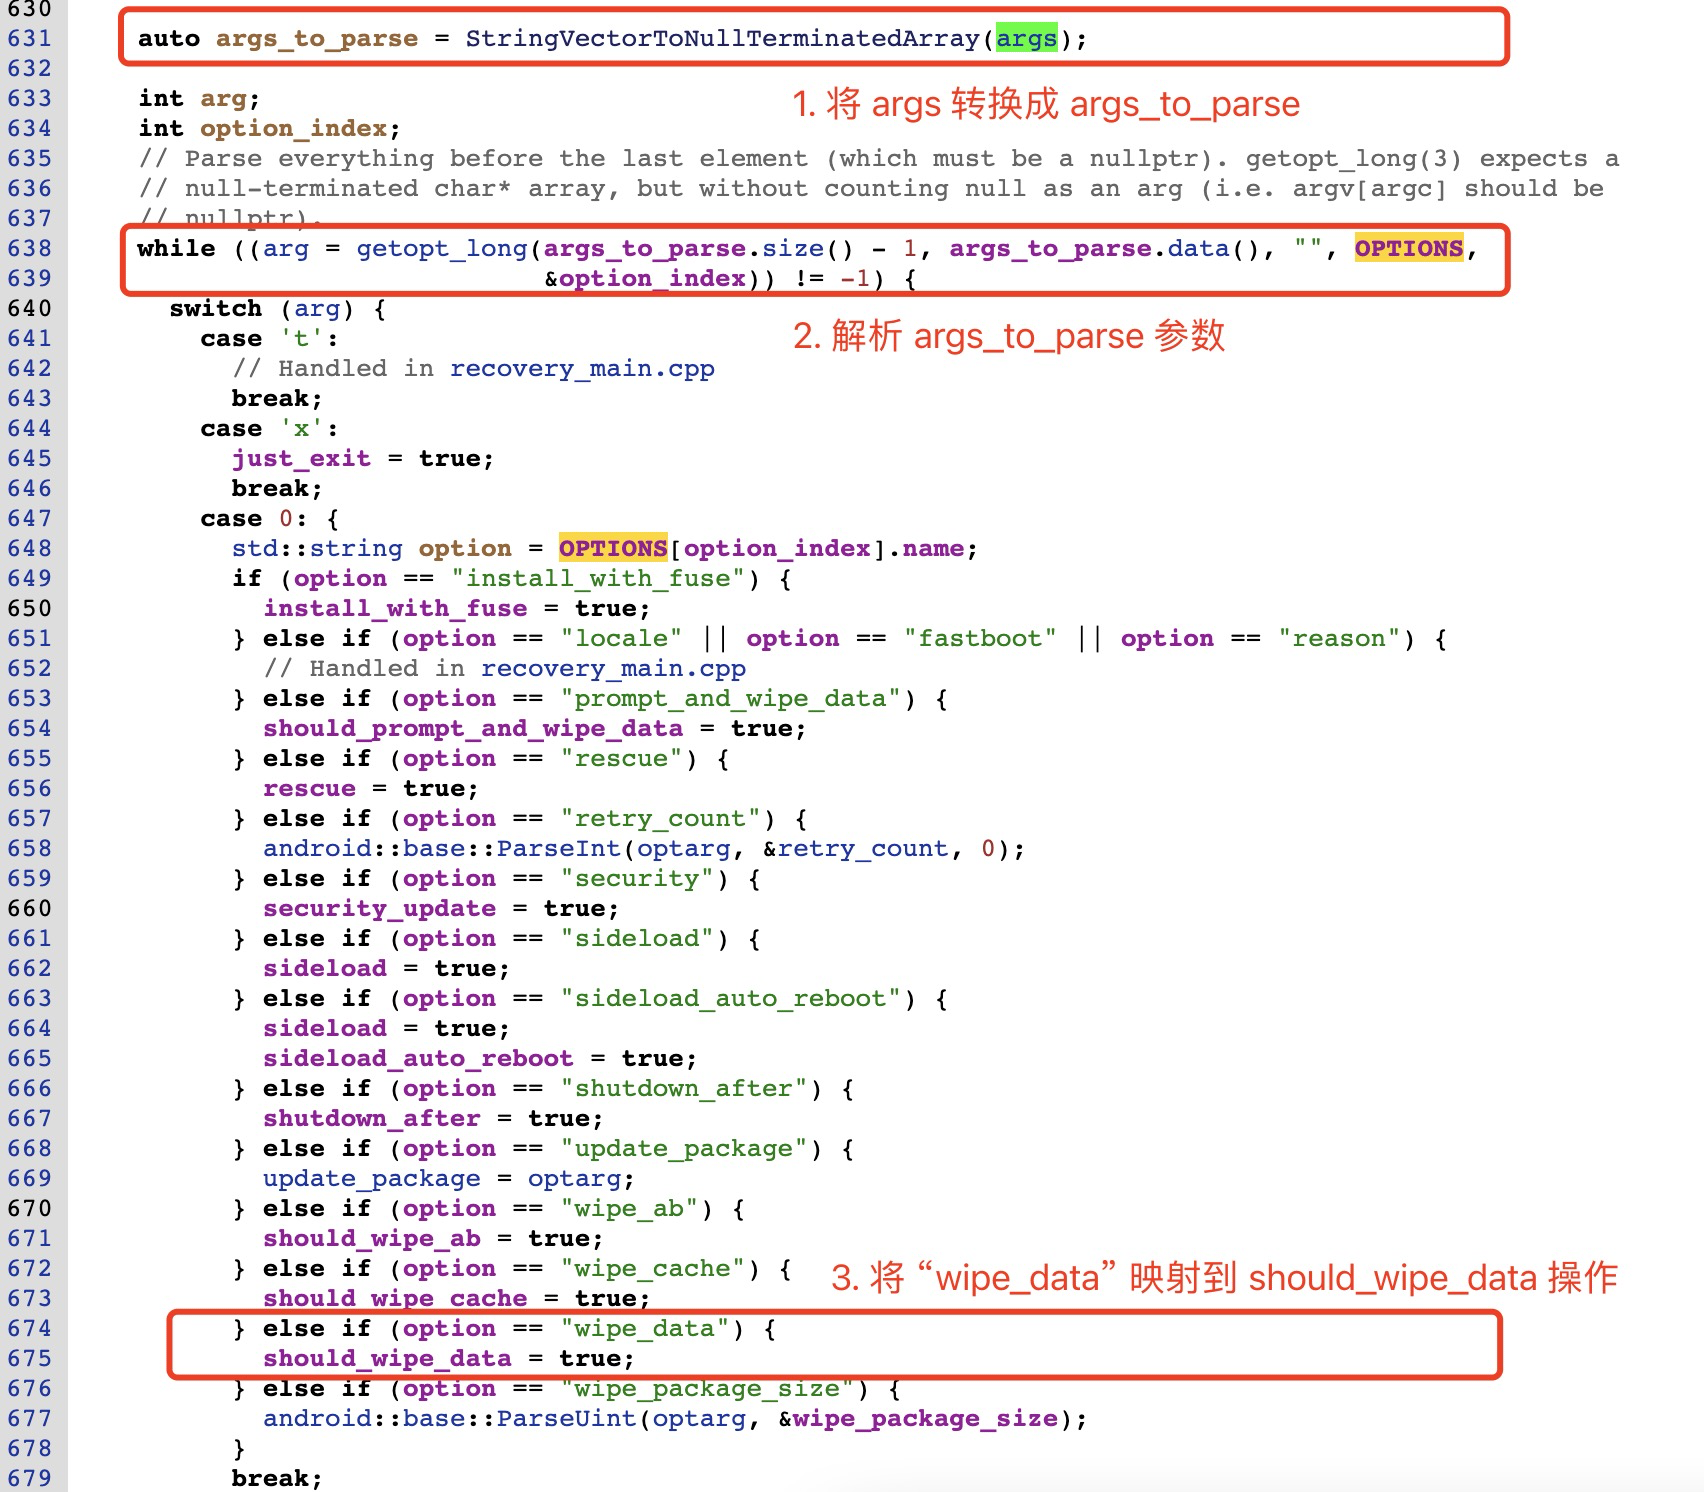 630
631 auto args_to_parse = StringVectorToNullTerminatedArray(args);
632
1. 将 args 转换成 args_to_parse
633 int arg;
634 int option_index;
635 // Parse everything before the last element (which must be a nullptr). getopt_long(3) expects a
636 // null-terminated char* array, but without counting null as an arg (i.e. argv[argc] should be
637 // nullptr).
638 while ((arg = getopt_long(args_to_parse.size() - 1, args_to_parse.data(), "", OPTIONS,
639 &option_index)) != -1) {
640 switch (arg) {
2. 解析 args_to_parse 参数
641 case 't':
642 // Handled in recovery_main.cpp
643 break;
644 case 'x':
645 just_exit = true;
646 break;
647 case 0: {
648 std::string option = OPTIONS[option_index].name;
649 if (option == "install_with_fuse") {
650 install_with_fuse = true;
651 } else if (option == "locale" || option == "fastboot" || option == "reason") {
652 // Handled in recovery_main.cpp
653 } else if (option == "prompt_and_wipe_data") {
654 should_prompt_and_wipe_data = true;
655 } else if (option == "rescue") {
656 rescue = true;
657 } else if (option == "retry_count") {
658 android::base::ParseInt(optarg, &retry_count, 0);
659 } else if (option == "security") {
660 security_update = true;
661 } else if (option == "sideload") {
662 sideload = true;
663 } else if (option == "sideload_auto_reboot") {
664 sideload = true;
665 sideload_auto_reboot = true;
666 } else if (option == "shutdown_after") {
667 shutdown_after = true;
668 } else if (option == "update_package") {
669 update_package = optarg;
670 } else if (option == "wipe_ab") {
671 should_wipe_ab = true;
672 } else if (option == "wipe_cache") {
3. 将 “wipe_data” 映射到 should_wipe_data 操作
673 should_wipe_cache = true;
674 } else if (option == "wipe_data") {
675 should_wipe_data = true;
676 } else if (option == "wipe_package_size") {
677 android::base::ParseUint(optarg, &wipe_package_size);
678 }
679 break;